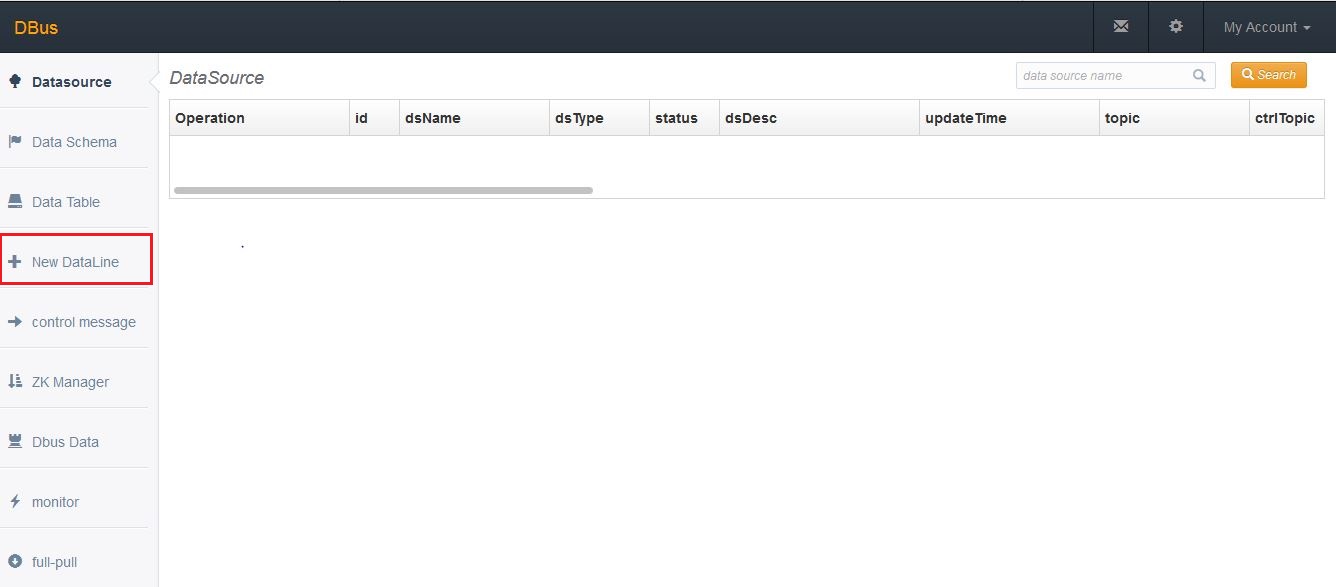 DBus
My Account
Datasource
Data Schema
Data Table
New DataLine
control message
ZK Manager
Dbus Data
monitor
full-pull
DataSource
data source name
Search
Operation id dsName dsType status dsDesc updateTime topic ctrlTopic